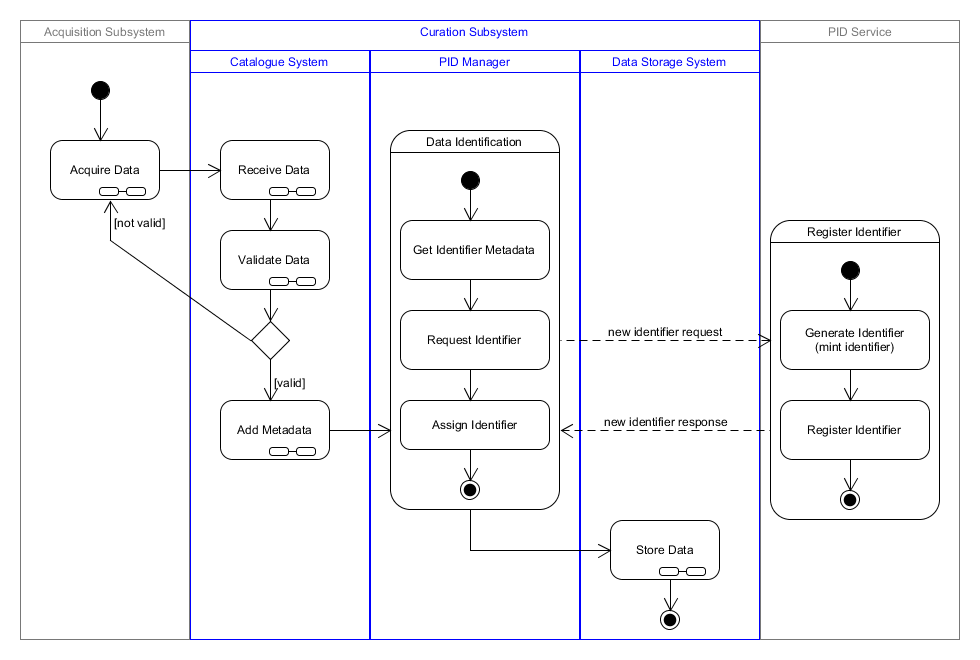 Acquisition Subsystem
Curation Subsystem
PID Service
Catalogue System
PID Manager
Data Storage System
Acquire Data
[not valid]
Receive Data
Validate Data
[valid]
Add Metadata
Data Identification
Get Identifier Metadata
Request Identifier
Assign Identifier
new identifier request
new identifier response
Register Identifier
Generate Identifier
(mint identifier)
Register Identifier
Store Data